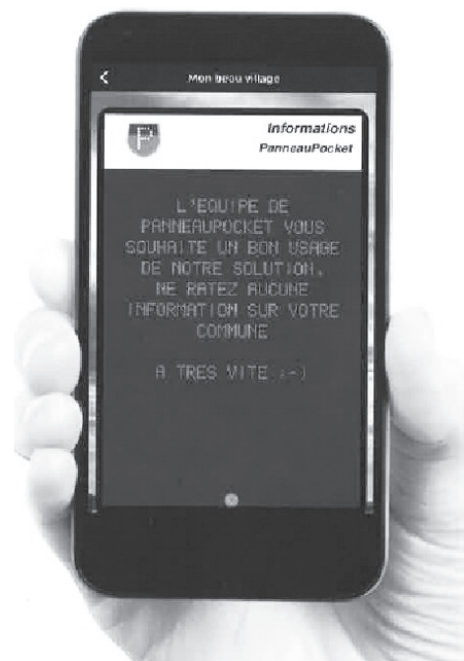 Mon beau village
P
Informations
PanneauPocket
L'EQUIPE DE
PANNEAUPOCKET VOUS
SOUHAITE UN BON USAGE
DE NOTRE SOLUTION.
NE RATEZ AUCUNE
INFORMATION SUR VOTRE
COMMUNE
A TRES VITE ;-)